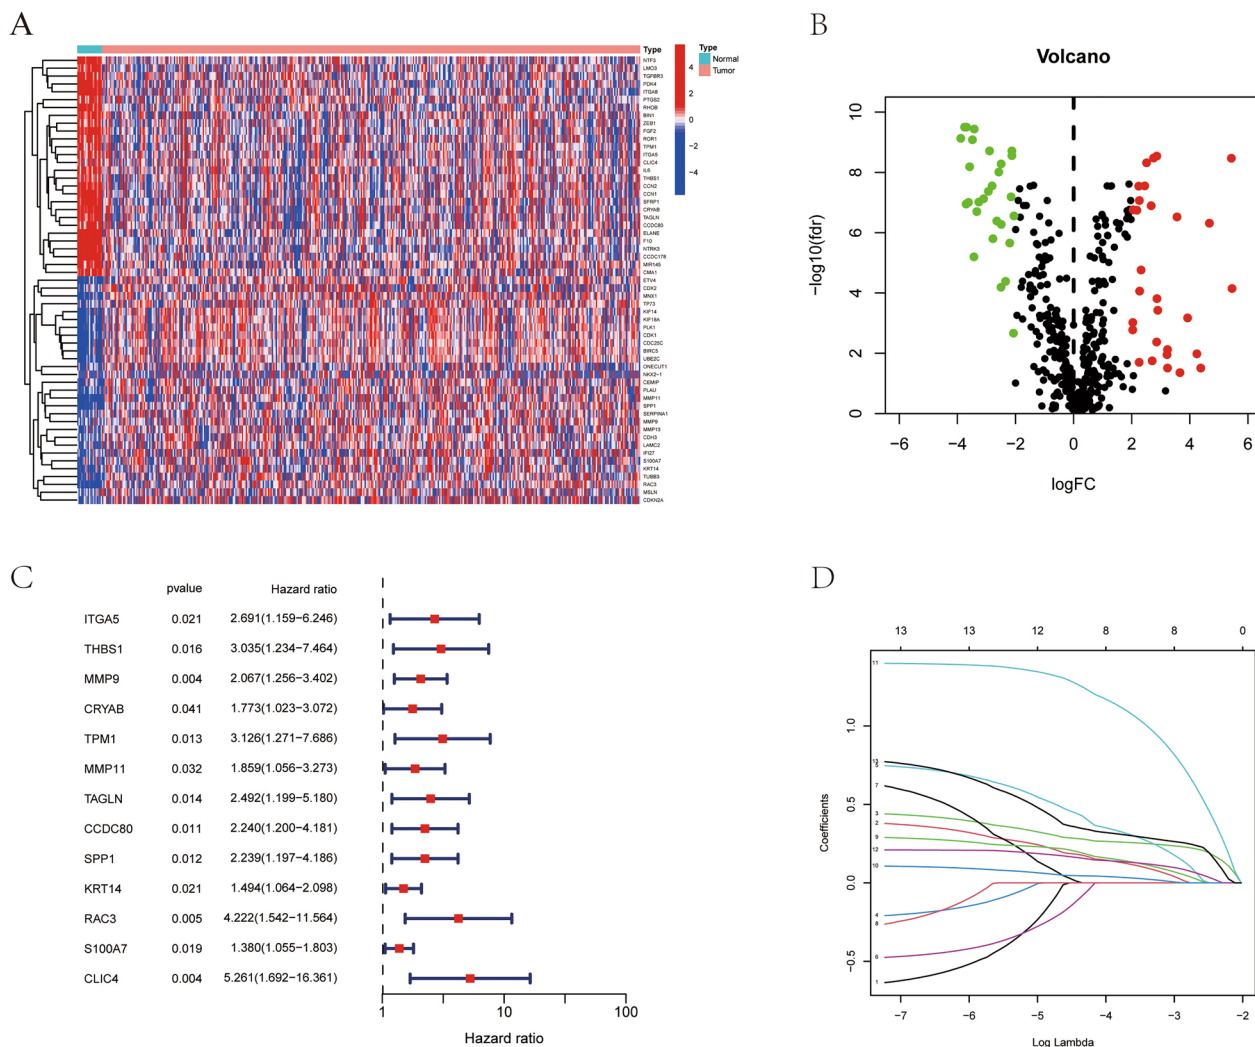 A
Type
NTF3
LMO3
TGFBR3
PDK4
ITGA8
PTGS2
RHOB
BIN1
ZEB1
FGF2
ROR1
TPM1
ITGA5
CLIC4
IL6
THBS1
CCN2
CCN1
SFRP1
CRYAB
TAGLN
CCDC80
ELANE
F10
NTRK3
CCDC178
MIR145
CMA1
ETV4
CDX2
MNX1
TP73
KIF14
KIF18A
PLK1
CDK1
CDC25C
BIRC5
UBE2C
ONECUT1
NKX2-1
CEMIP
PLAU
MMP11
SPP1
SERPINA1
MMP9
MMP13
CDH3
LAMC2
IFI27
S100A7
KRT14
TUBB3
RAC3
MSLN
CDKN2A
4
2
0
−2
−4
Type
Normal
Tumor
B
Volcano
−log10(fdr)
10
8
6
4
2
0
−6 −4 −2 0 2 4 6
logFC
C
pvalue Hazard ratio
ITGA5 0.021 2.691(1.159−6.246)
THBS1 0.016 3.035(1.234−7.464)
MMP9 0.004 2.067(1.256−3.402)
CRYAB 0.041 1.773(1.023−3.072)
TPM1 0.013 3.126(1.271−7.686)
MMP11 0.032 1.859(1.056−3.273)
TAGLN 0.014 2.492(1.199−5.180)
CCDC80 0.011 2.240(1.200−4.181)
SPP1 0.012 2.239(1.197−4.186)
KRT14 0.021 1.494(1.064−2.098)
RAC3 0.005 4.222(1.542−11.564)
S100A7 0.019 1.380(1.055−1.803)
CLIC4 0.004 5.261(1.692−16.361)
1 10 100
Hazard ratio
D
13 13 12 8 8 0
Coefficients
1.0
0.5
0.0
−0.5
11
13
5
7
3
2
9
12
10
4
8
6
1
−7 −6 −5 −4 −3 −2
Log Lambda